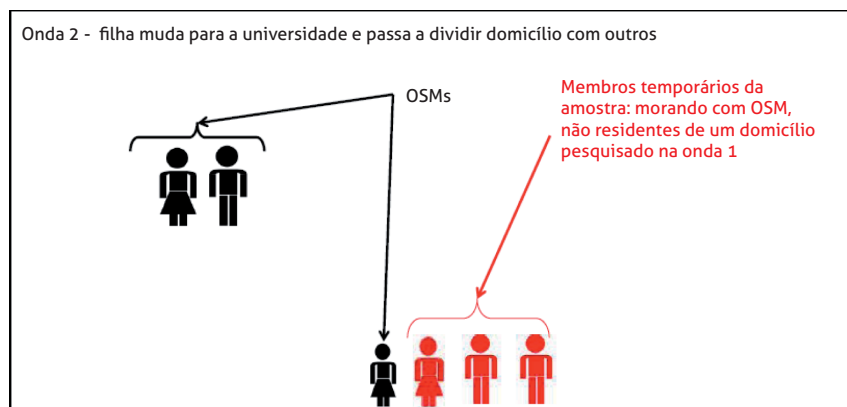 Onda 2 - filha muda para a universidade e passa a dividir domicílio com outros
OSMs
Membros temporários da
amostra: morando com OSM,
não residentes de um domicílio
pesquisado na onda 1